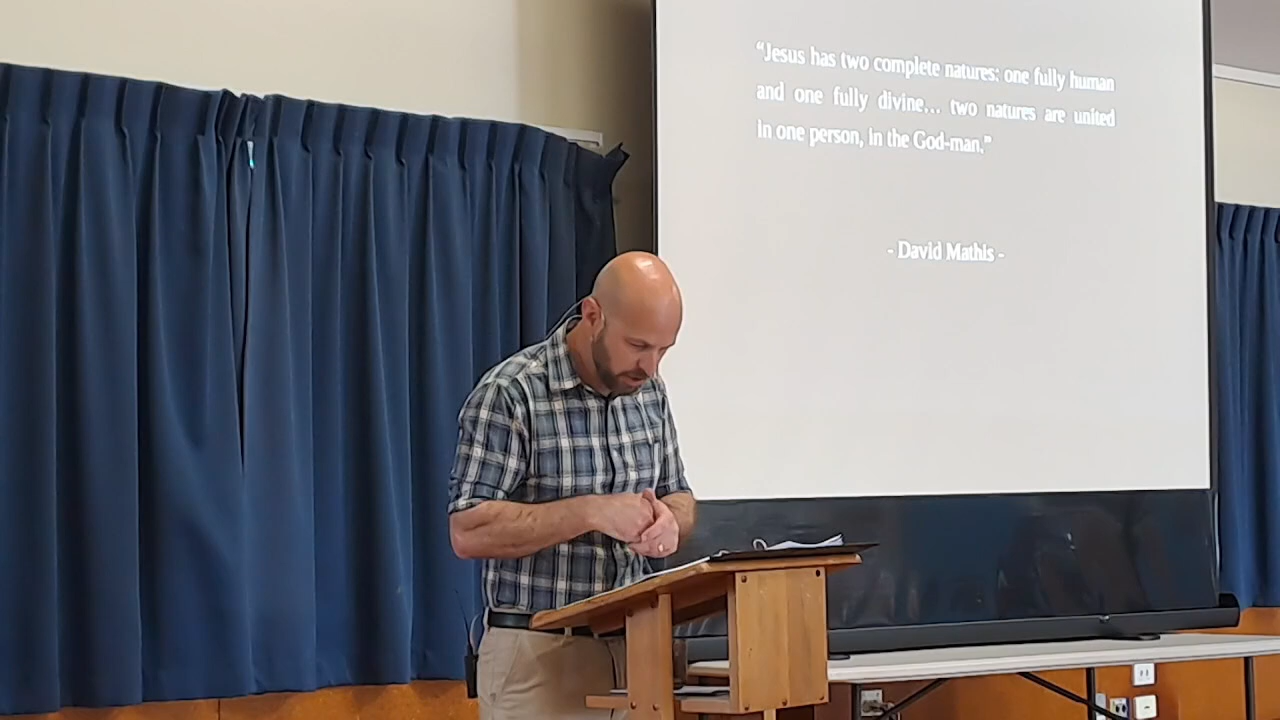 “Jesus has two complete natures: one fully human
and one fully divine... two natures are united
in one person, in the God-man.”
- David Mathis -